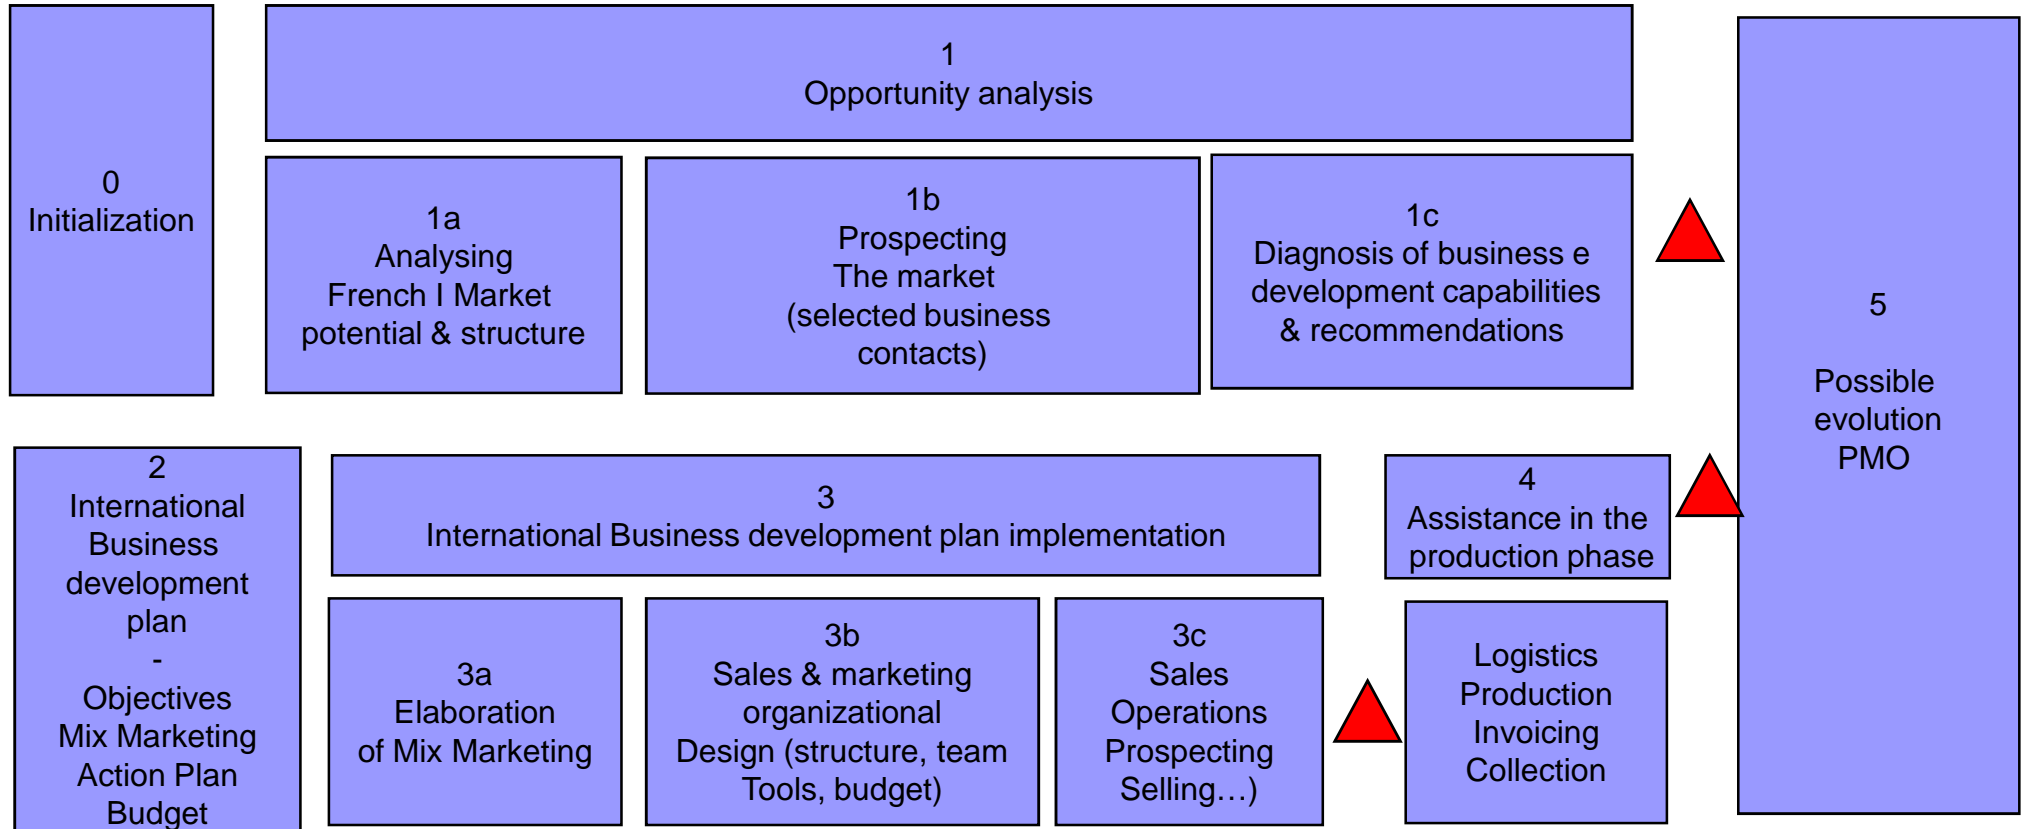 0
Initialization
1
Opportunity analysis
1a
Analysing
French I Market
potential & structure
1b
Prospecting
The market
(selected business
contacts)
1c
Diagnosis of business e
development capabilities
& recommendations
2
International
Business
development
plan
-
Objectives
Mix Marketing
Action Plan
Budget
3
International Business development plan implementation
3a
Elaboration
of Mix Marketing
3b
Sales & marketing
organizational
Design (structure, team
Tools, budget)
3c
Sales
Operations
Prospecting
Selling…)
4
Assistance in the
production phase
Logistics
Production
Invoicing
Collection
5
Possible
evolution
PMO